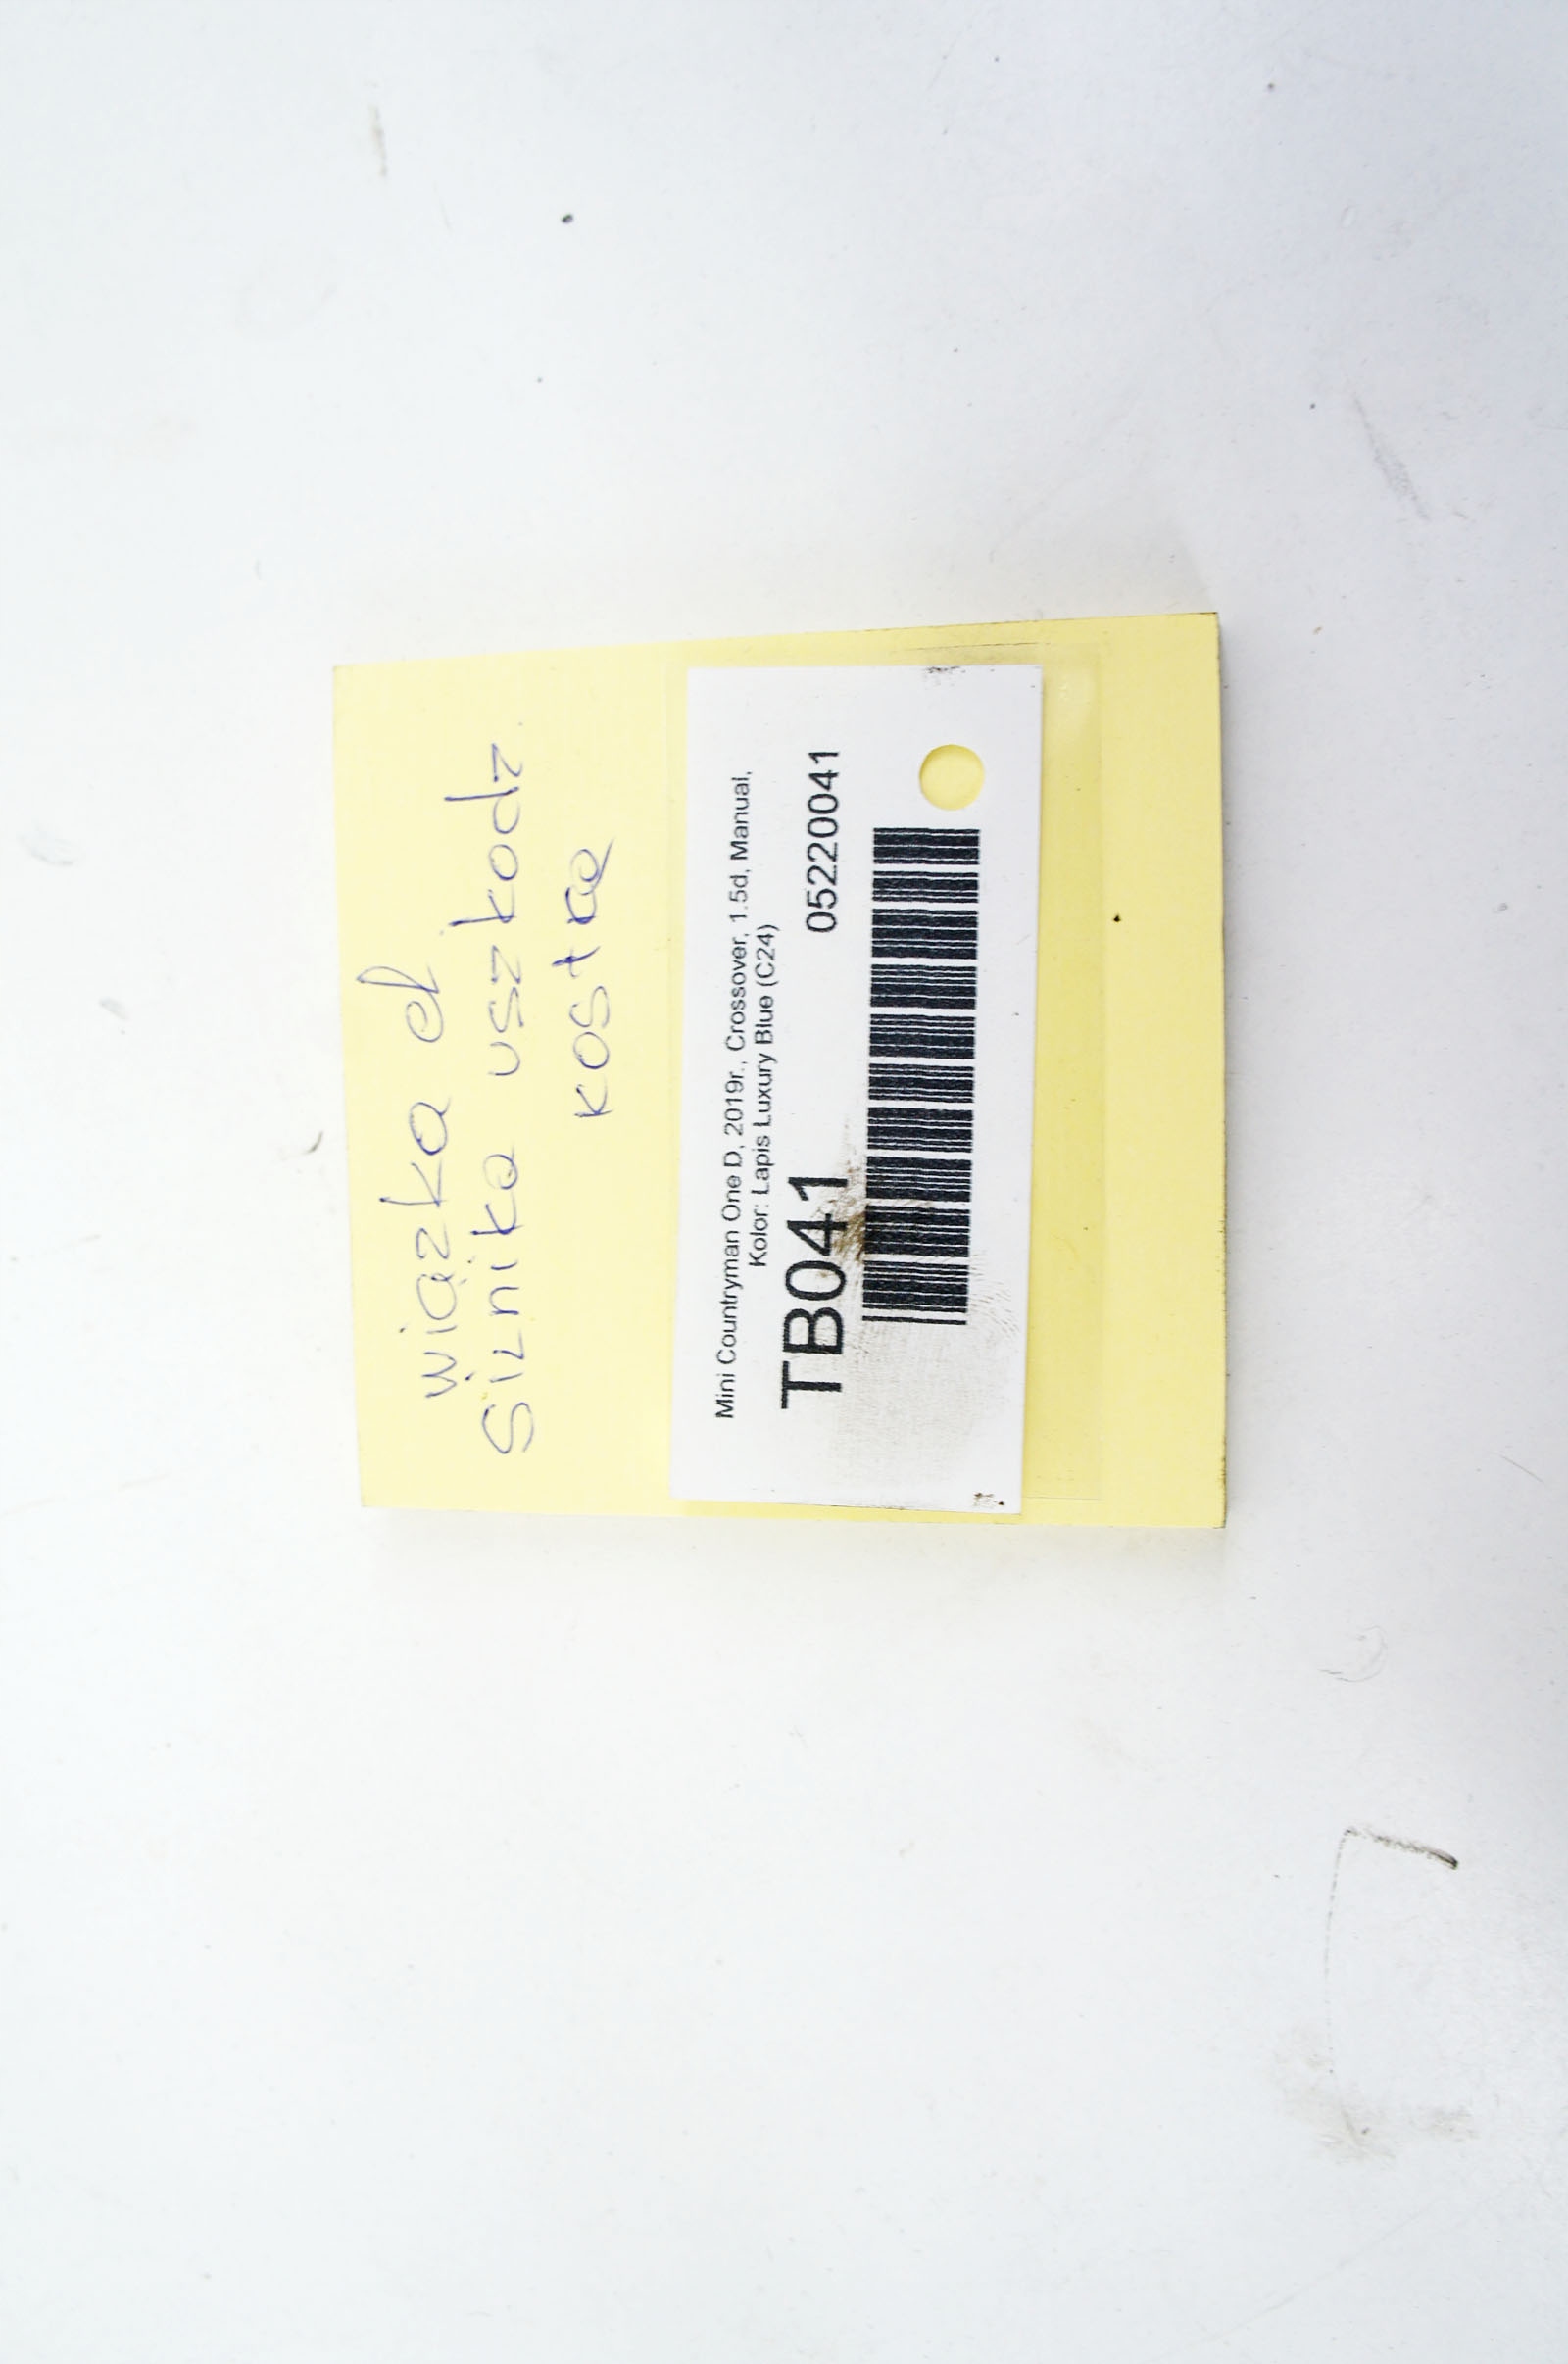 wiązka el
silnika uszkodz.
kostka
Mini Countryman One D, 2019r., Crossover, 1.5d, Manual,
Kolor: Lapis Luxury Blue (C24)
TB041 05220041